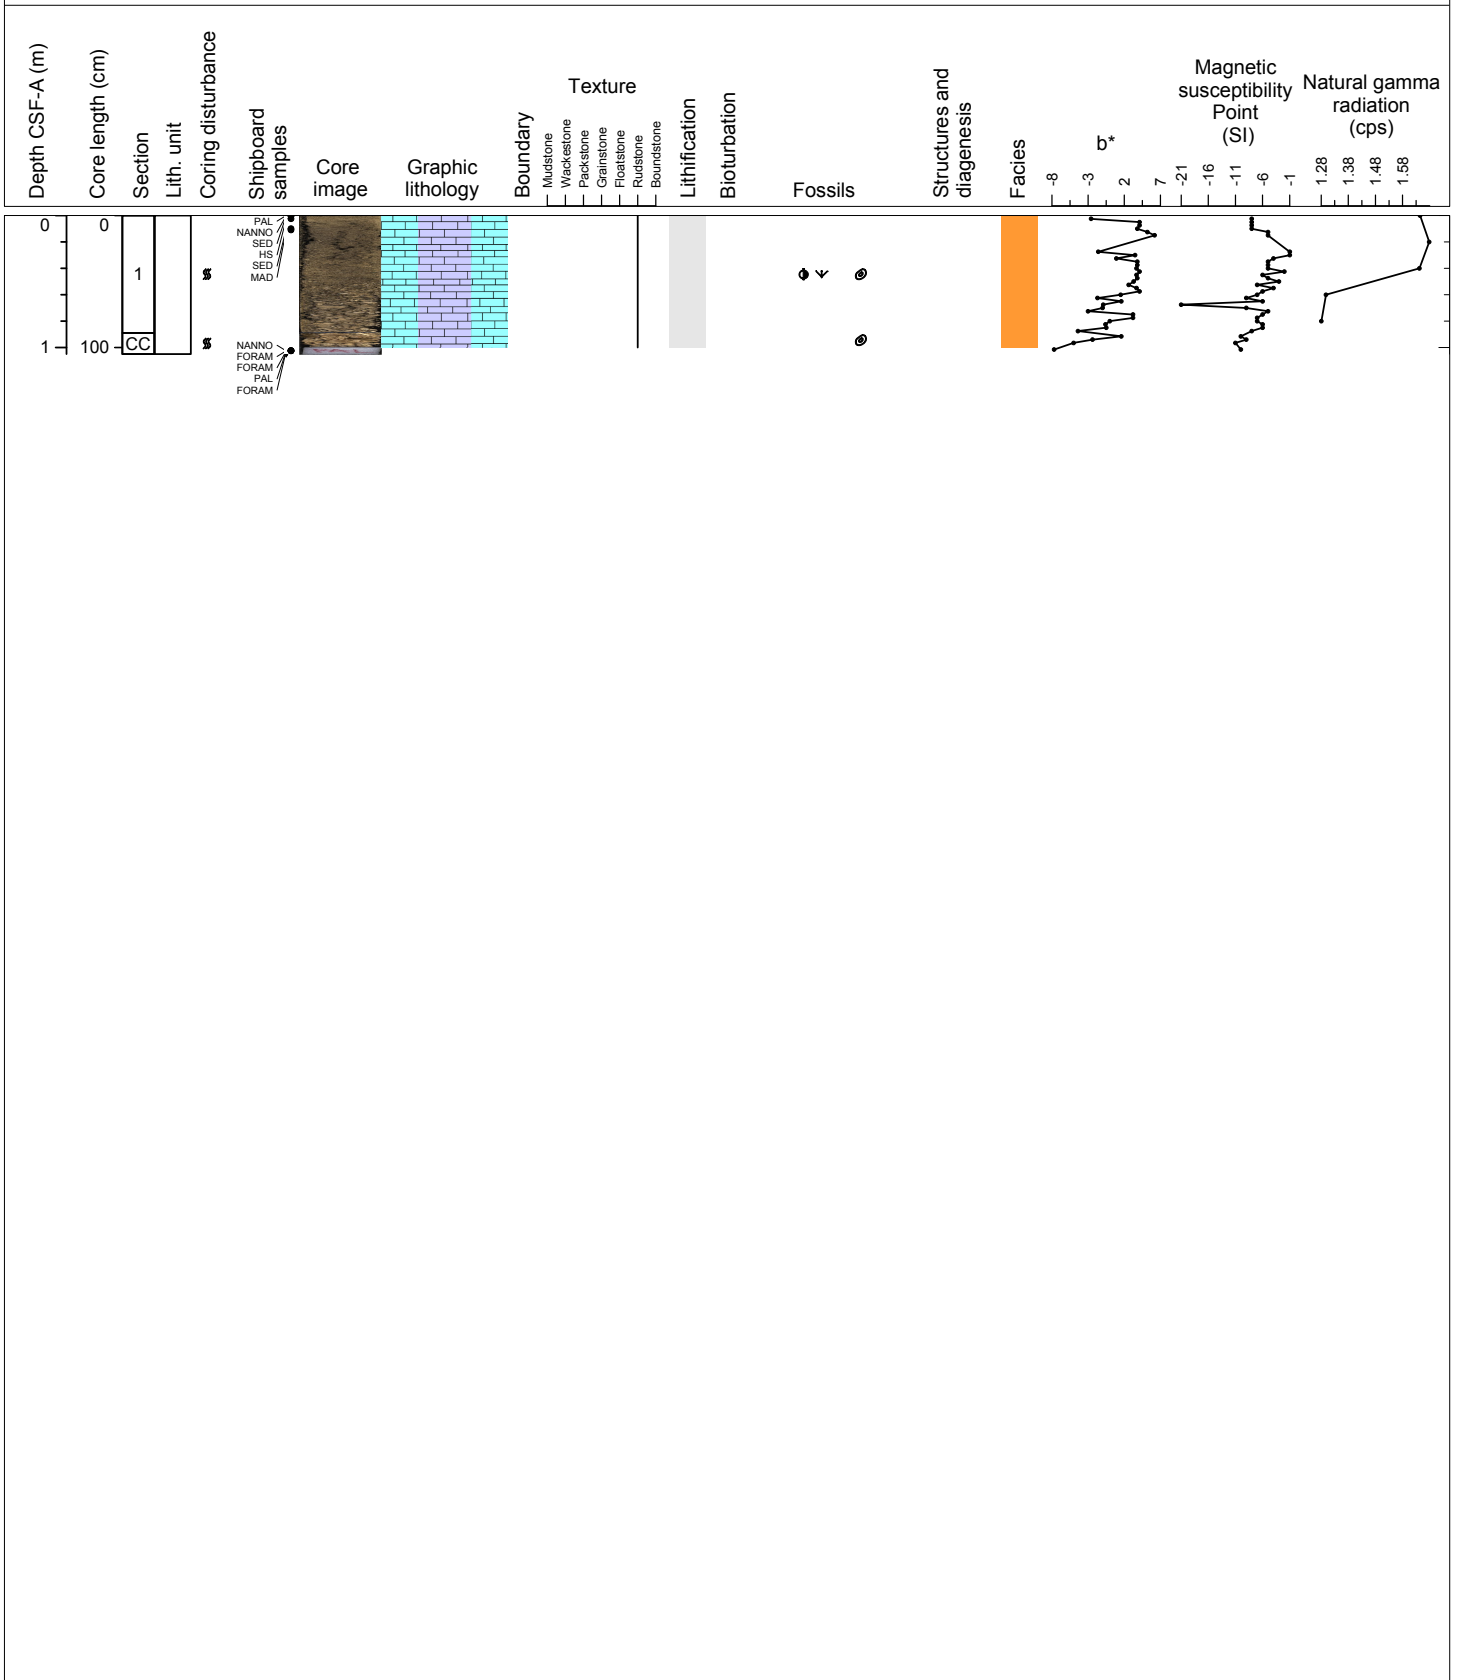 Depth CSF-A (m)
Core length (cm)
Section
Lith. unit
Coring disturbance
Shipboard
samples
Core
image
Graphic
lithology
Boundary
Texture
Mudstone
Wackestone
Packstone
Grainstone
Floatstone
Rudstone
Boundstone
Lithification
Bioturbation
Fossils
Structures and
diagenesis
Facies
b*
-8 -3 2 7
Magnetic
susceptibility
Point
(SI)
-21 -16 -11 -6 -1
Natural gamma
radiation
(cps)
1.28 1.38 1.48 1.58
0 0
PAL
NANNO
SED
HS
SED
MAD
1
CC
1 100
NANNO
FORAM
FORAM
PAL
FORAM